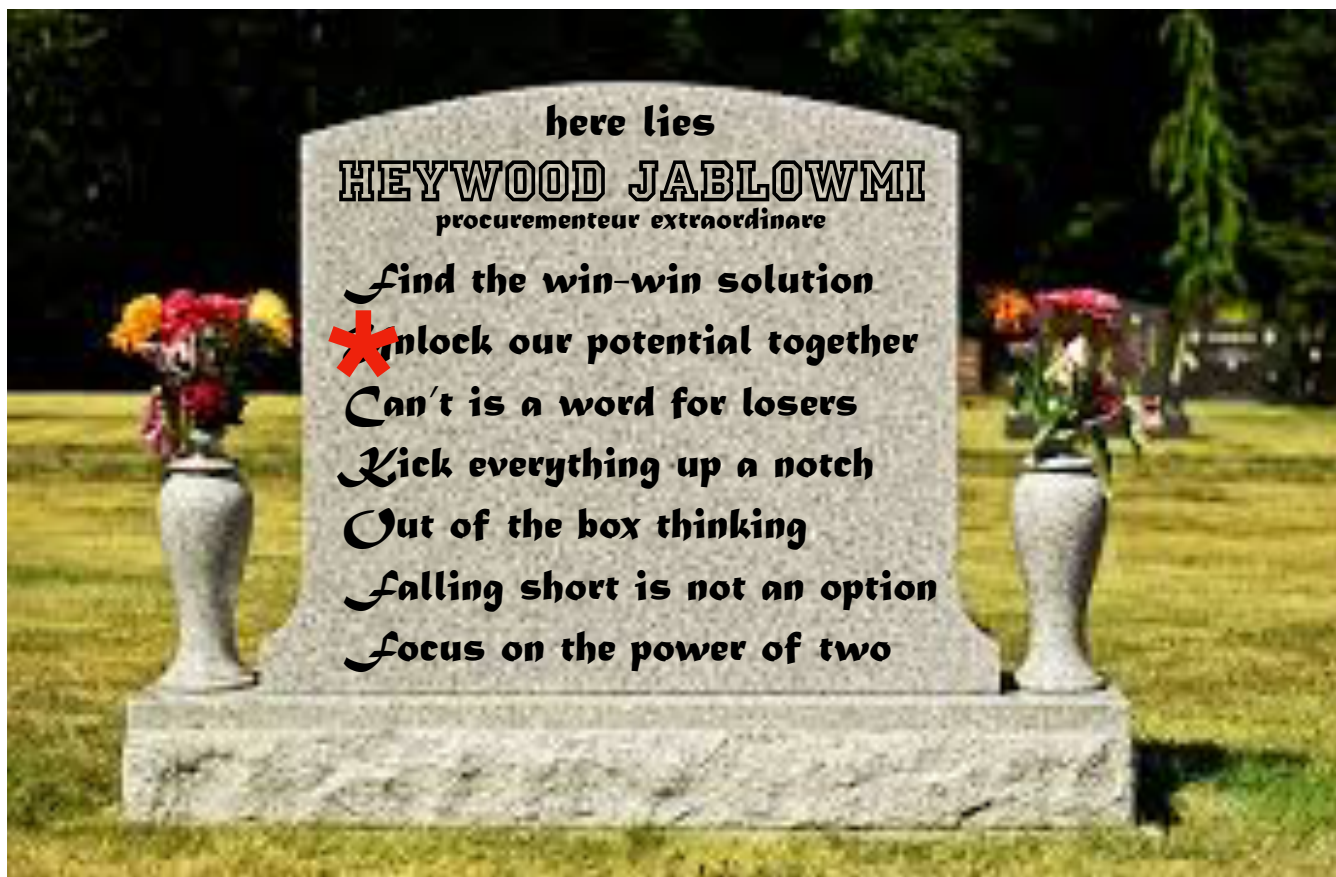 here lies
HEYWOOD JABLOWMI
procurementeur extraordinare
Find the win-win solution
*nlock our potential together
Can't is a word for losers
Kick everything up a notch
Out of the box thinking
Falling short is not an option
Focus on the power of two